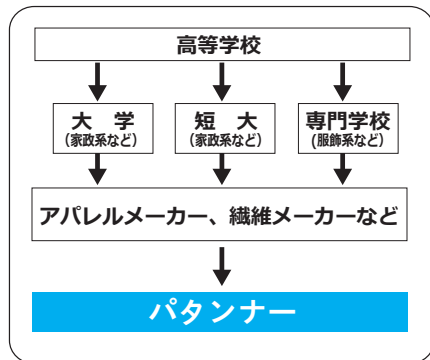 高等学校
大　学　短　大　専門学校
(家政系など)　(家政系など)　(服飾系など)
アパレルメーカー、繊維メーカーなど
パタンナー